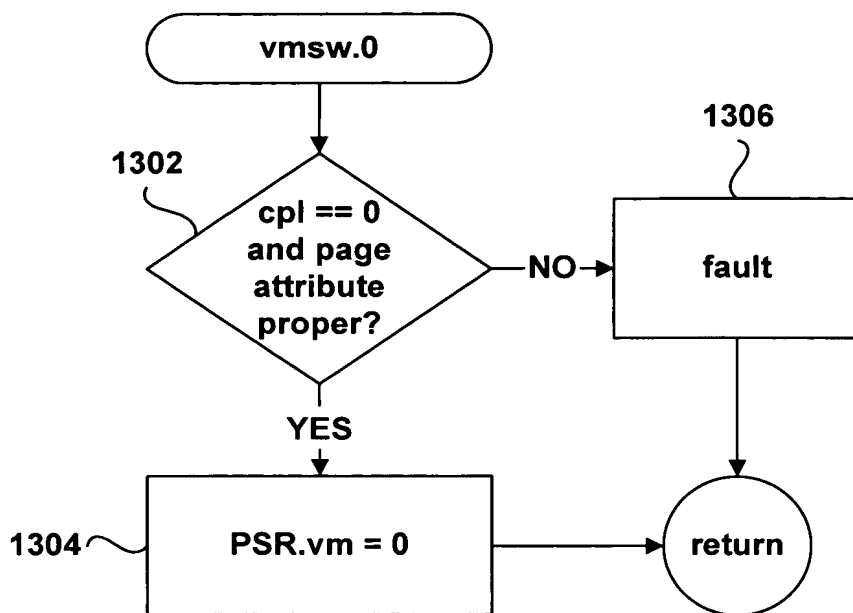 vmsw.0
1306
1302
cpl == 0
and page
attribute
proper?
NO
fault
YES
1304
PSR.vm = 0
return